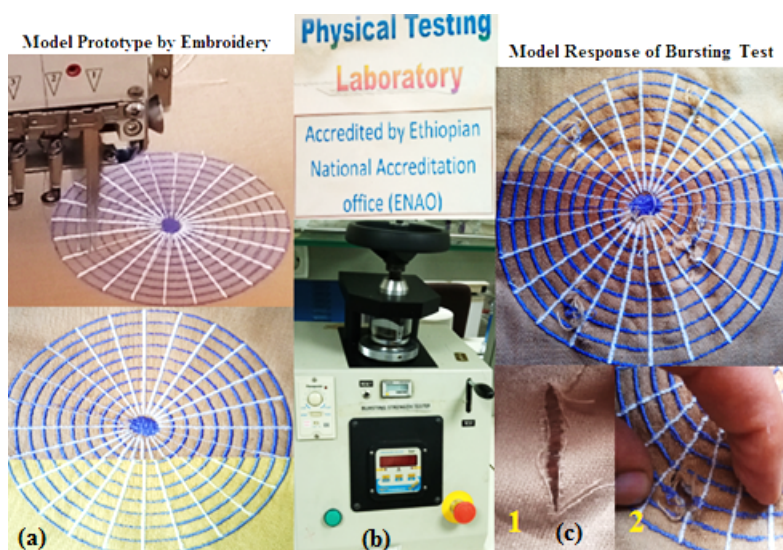 Model Prototype by Embroidery
Physical Testing
Laboratory
Accredited by Ethiopian
National Accreditation
office (ENAO)
Model Response of Bursting Test
BURSTING STRENGTH TESTER
1
2
(a)
(b)
(c)